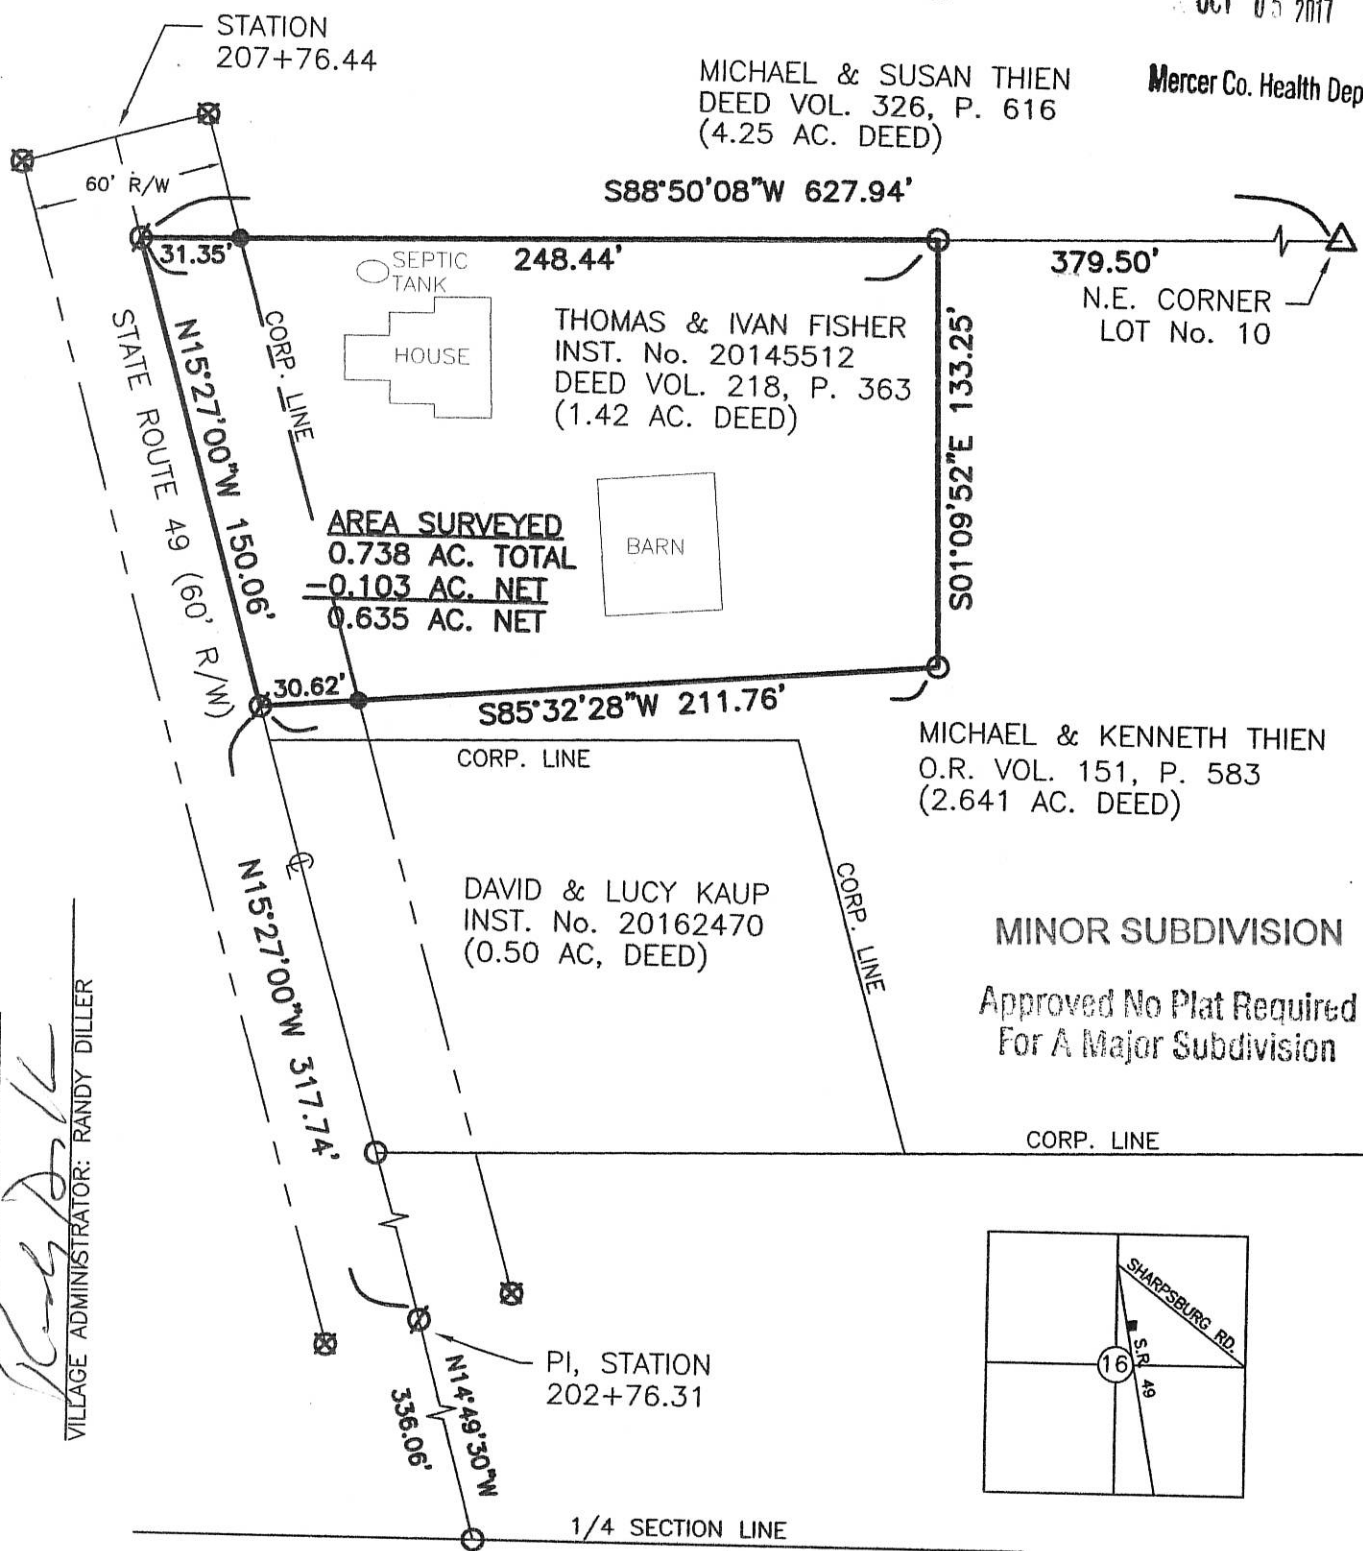 OCT 05 2017
STATION
207+76.44
MICHAEL & SUSAN THIEN
DEED VOL. 326, P. 616
(4.25 AC. DEED)
Mercer Co. Health Dep
60' R/W
S88°50'08"W 627.94'
31.35'
248.44'
379.50'
SEPTIC
TANK
N.E. CORNER
LOT No. 10
STATE ROUTE 49 (60' R/W)
N15°27'00"W 150.06'
CORP. LINE
HOUSE
THOMAS & IVAN FISHER
INST. No. 20145512
DEED VOL. 218, P. 363
(1.42 AC. DEED)
S01°09'52"E 133.25'
AREA SURVEYED
0.738 AC. TOTAL
-0.103 AC. NET
0.635 AC. NET
BARN
30.62'
S85°32'28"W 211.76'
CORP. LINE
MICHAEL & KENNETH THIEN
O.R. VOL. 151, P. 583
(2.641 AC. DEED)
N15°27'00"W 317.74'
DAVID & LUCY KAUP
INST. No. 20162470
(0.50 AC, DEED)
CORP. LINE
MINOR SUBDIVISION
Approved No Plat Required
For A Major Subdivision
VILLAGE ADMINISTRATOR: RANDY DILLER
CORP. LINE
PI, STATION
202+76.31
N14°49'30"W
336.06'
SHARPSBURG RD.
16
S.R. 49
1/4 SECTION LINE